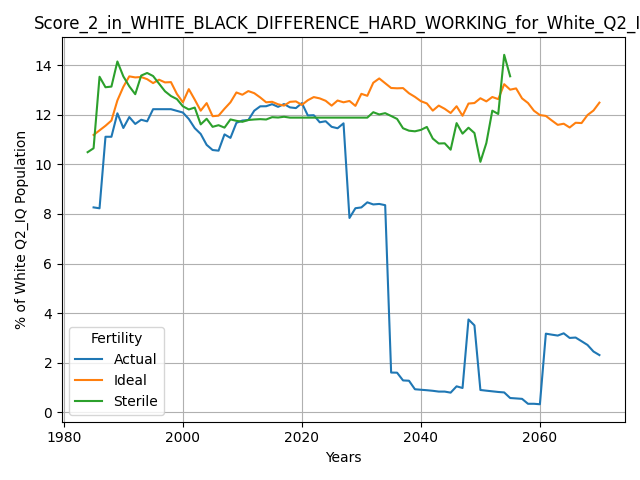 Score_2_in_WHITE_BLACK_DIFFERENCE_HARD_WORKING_for_White_Q2_I
% of White Q2_IQ Population
14
12
10
8
6
4
2
0
Fertility
Actual
Ideal
Sterile
1980
2000
2020
2040
2060
Years